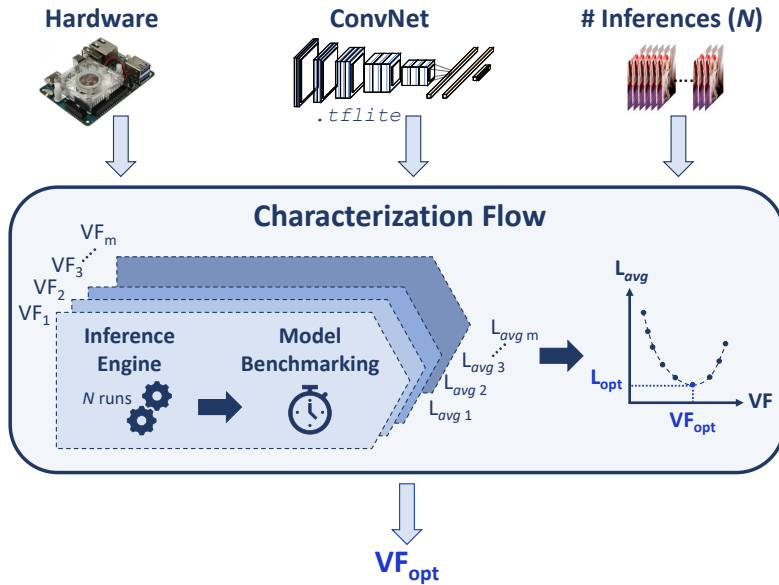 Hardware
ConvNet
# Inferences (N)
.tflite
Characterization Flow
VF1
VF2
VF3
VFm
Inference
Engine
N runs
Model
Benchmarking
Lavg 1
Lavg 2
Lavg 3
Lavg m
Lavg
Lopt
VF
VFopt
VFopt